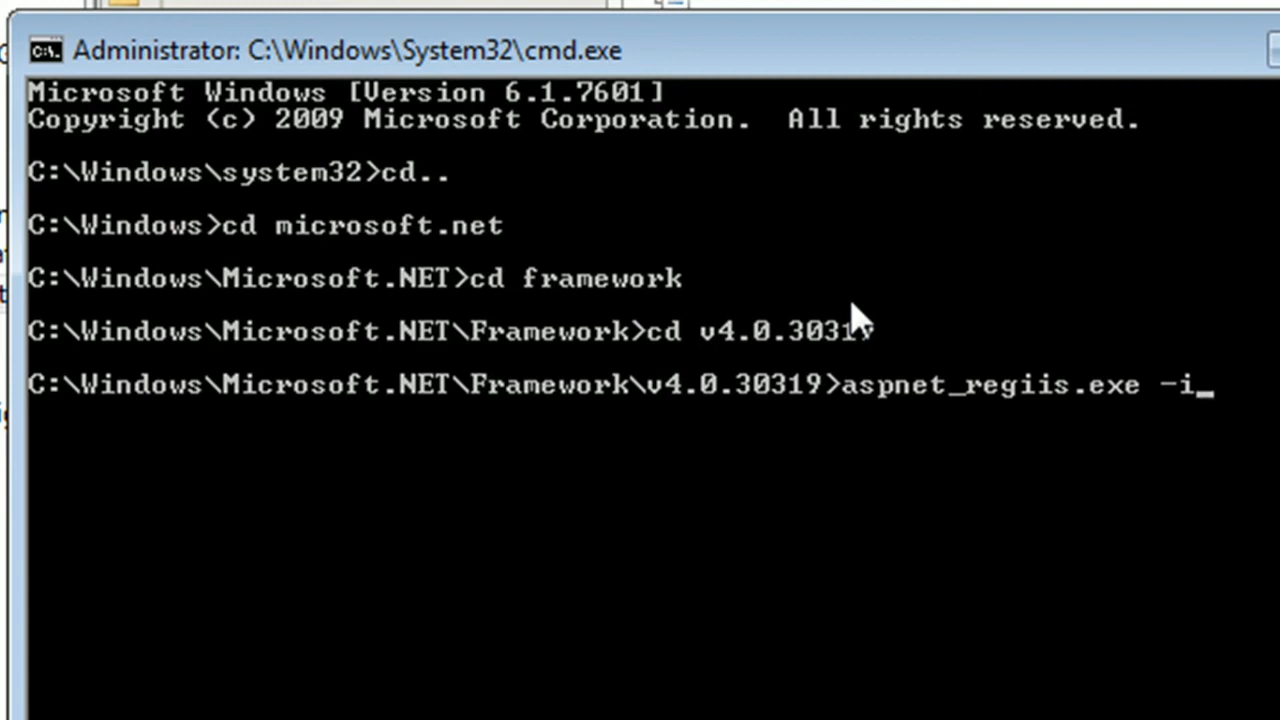 Administrator: C:\Windows\System32\cmd.exe
Microsoft Windows [Version 6.1.7601]
Copyright (c) 2009 Microsoft Corporation.  All rights reserved.
C:\Windows\system32>cd..
C:\Windows>cd microsoft.net
C:\Windows\Microsoft.NET>cd framework
C:\Windows\Microsoft.NET\Framework>cd v4.0.30319
C:\Windows\Microsoft.NET\Framework\v4.0.30319>aspnet_regiis.exe -i_